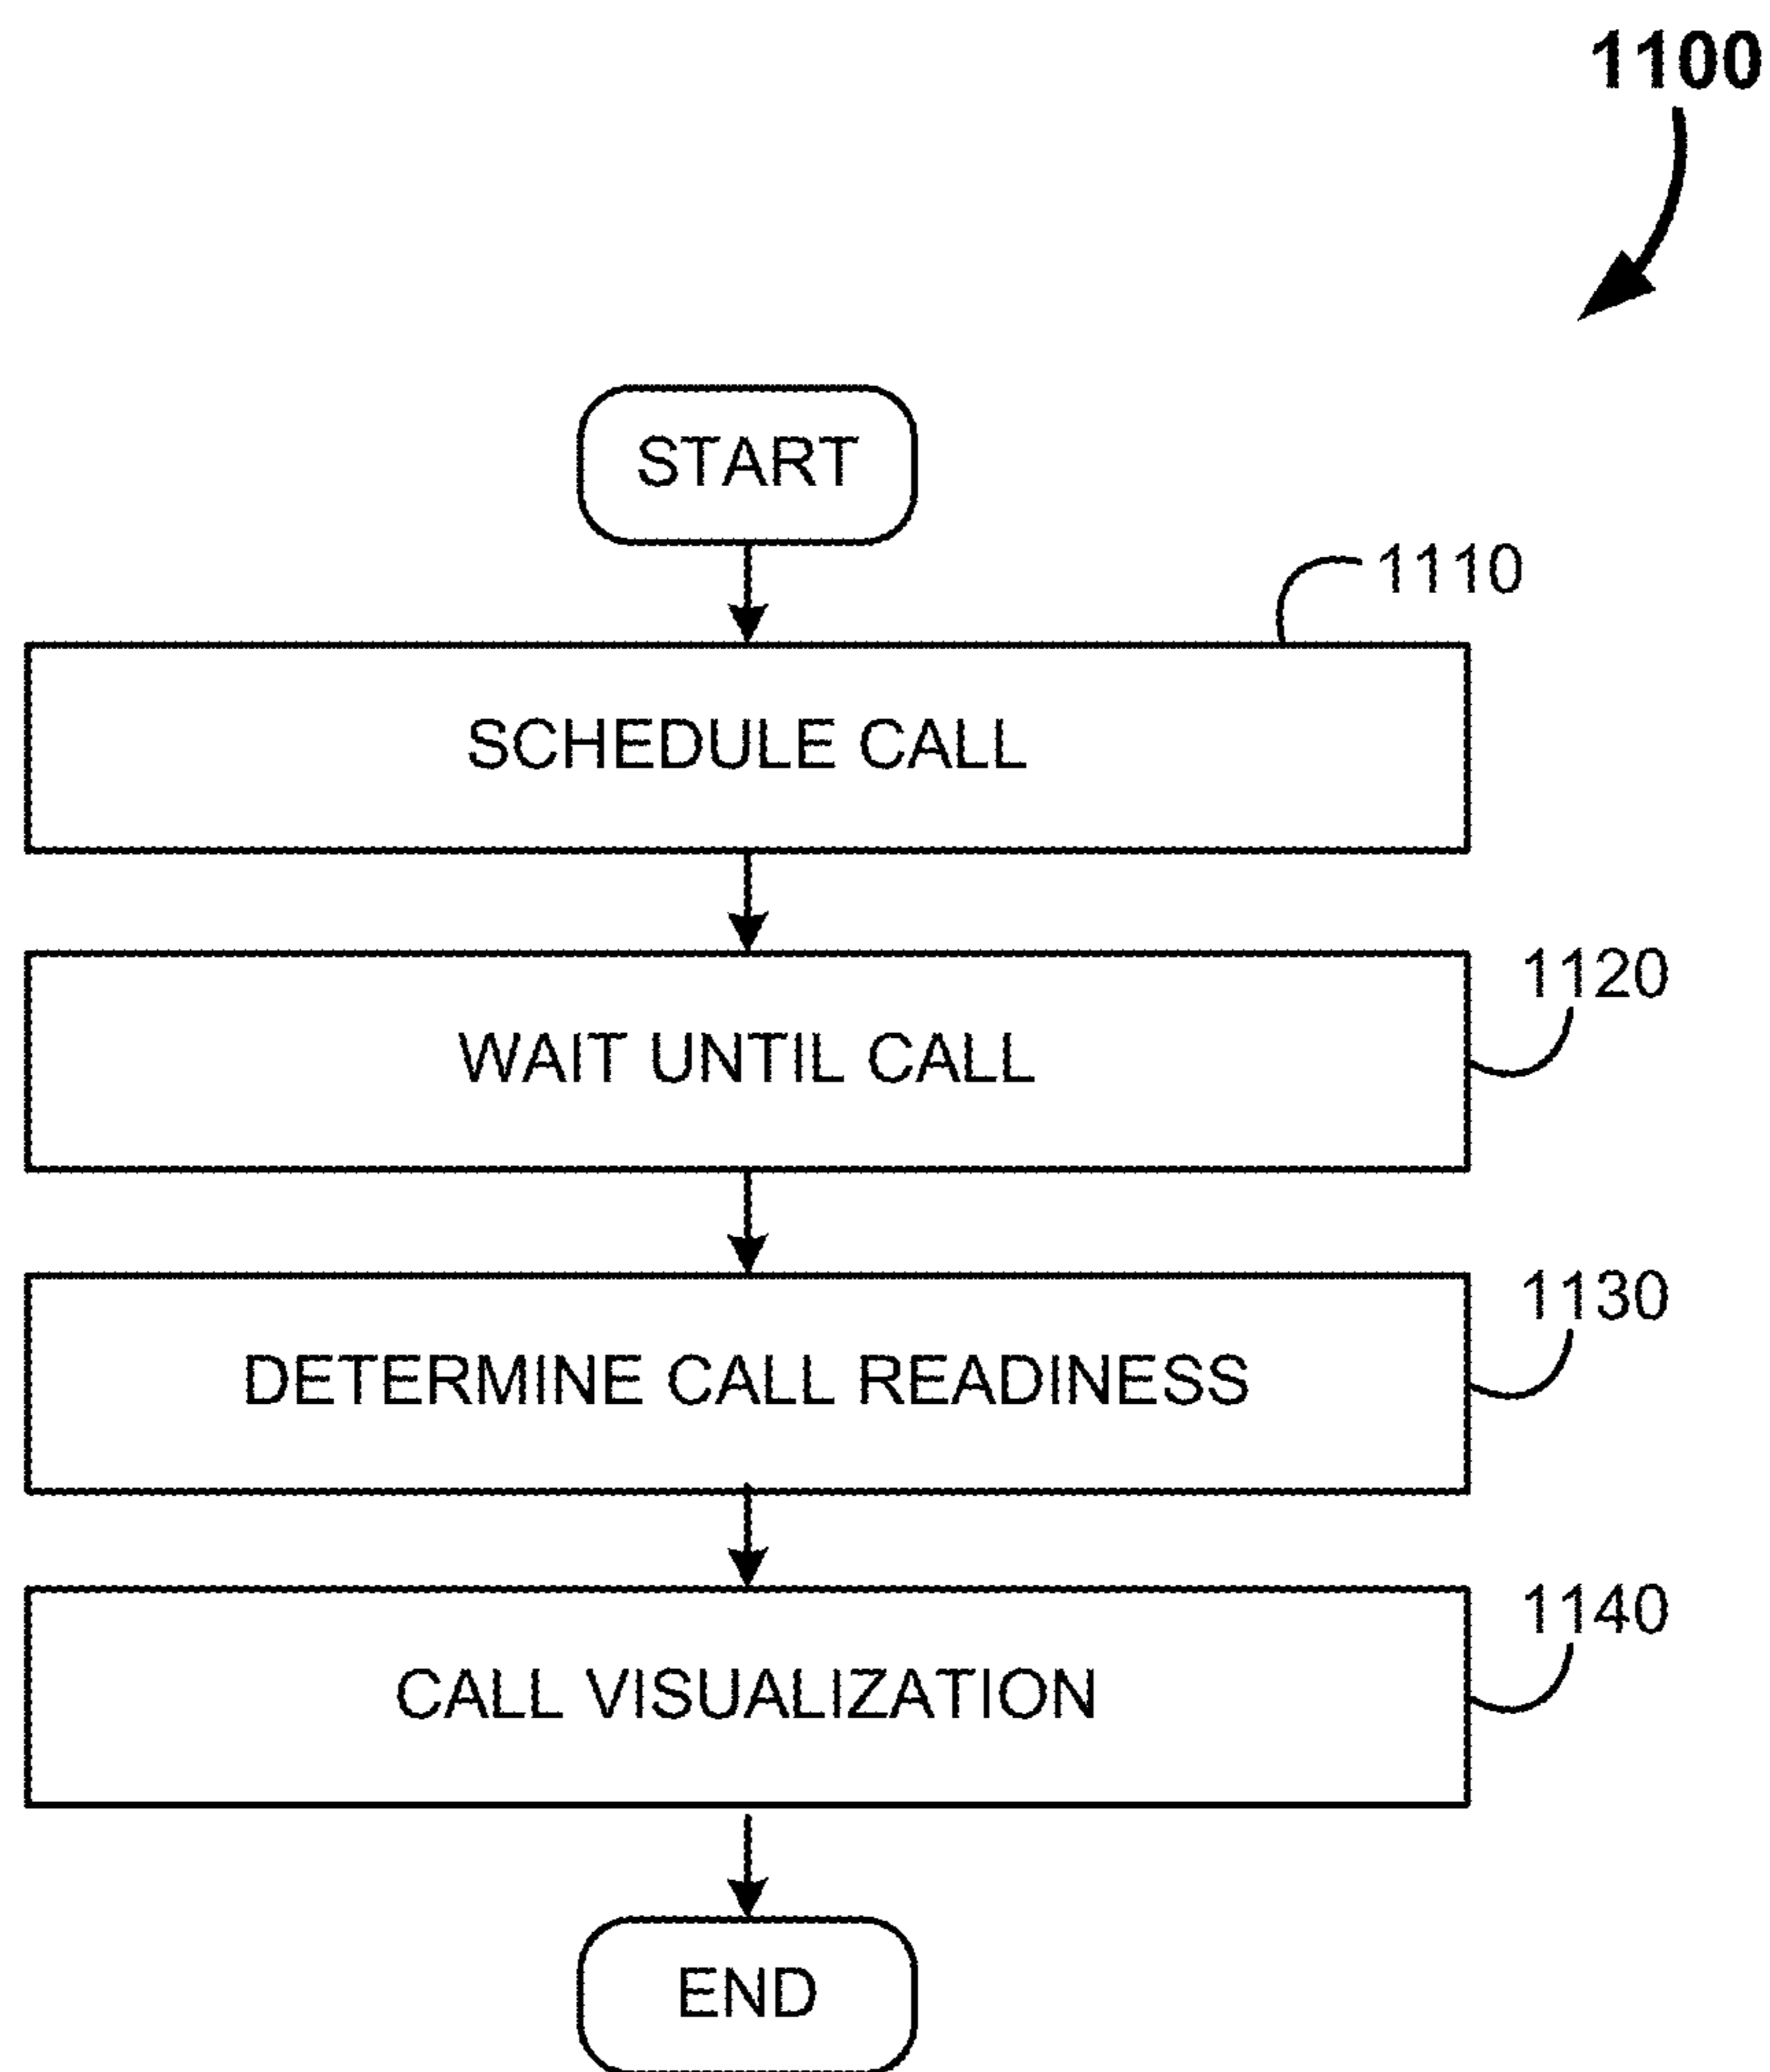 1100
START
1110
SCHEDULE CALL
1120
WAIT UNTIL CALL
1130
DETERMINE CALL READINESS
1140
CALL VISUALIZATION
END